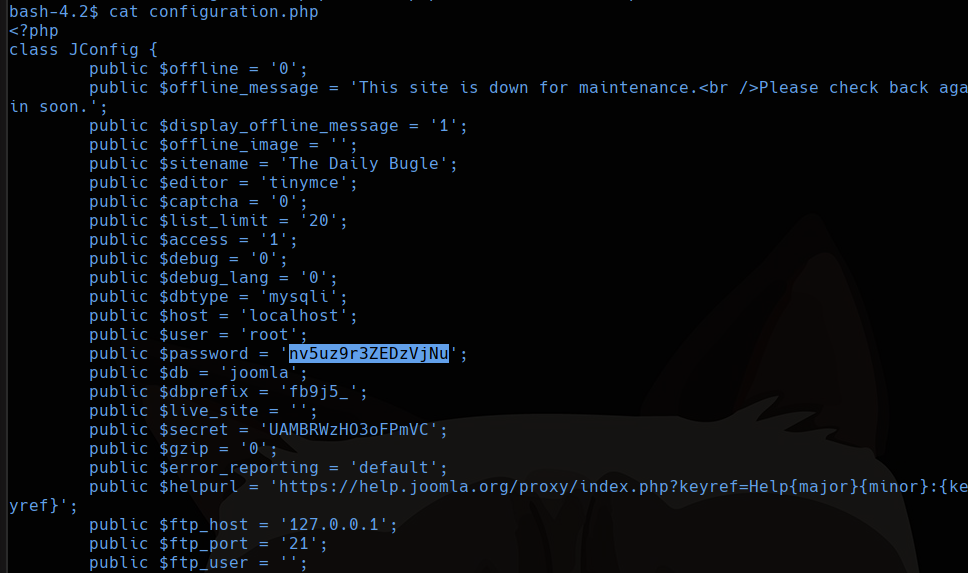 bash-4.2$ cat configuration.php
<?php
class JConfig {
        public $offline = '0';
        public $offline_message = 'This site is down for maintenance.<br />Please check back aga
in soon.';
        public $display_offline_message = '1';
        public $offline_image = '';
        public $sitename = 'The Daily Bugle';
        public $editor = 'tinymce';
        public $captcha = '0';
        public $list_limit = '20';
        public $access = '1';
        public $debug = '0';
        public $debug_lang = '0';
        public $dbtype = 'mysqli';
        public $host = 'localhost';
        public $user = 'root';
        public $password = 'nv5uz9r3ZEDzVjNu';
        public $db = 'joomla';
        public $dbprefix = 'fb9j5_';
        public $live_site = '';
        public $secret = 'UAMBRWzHO3oFPmVC';
        public $gzip = '0';
        public $error_reporting = 'default';
        public $helpurl = 'https://help.joomla.org/proxy/index.php?keyref=Help{major}{minor}:{ke
yref}';
        public $ftp_host = '127.0.0.1';
        public $ftp_port = '21';
        public $ftp_user = '';